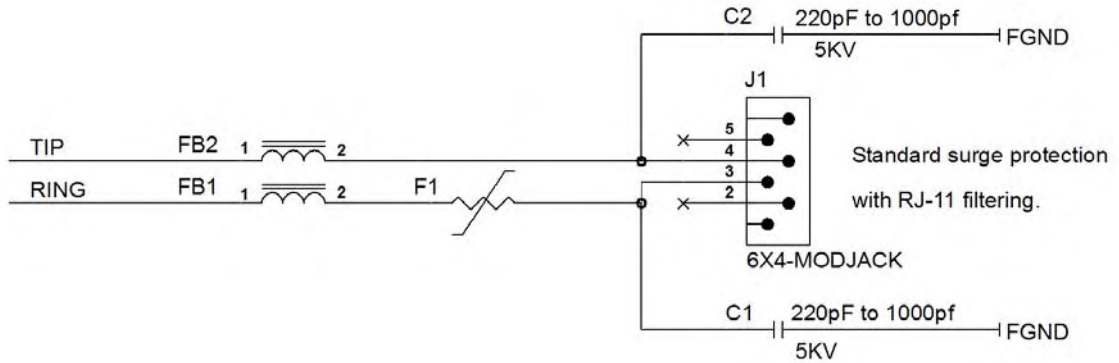 C2 220pF to 1000pf
5KV
FGND
J1
TIP FB2 1 2
5
4
3
2
RING FB1 1 2 F1
Standard surge protection
with RJ-11 filtering.
6X4-MODJACK
C1 220pF to 1000pf
5KV
FGND